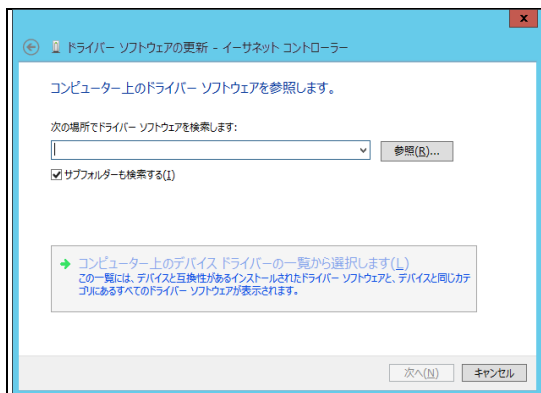 ドライバー ソフトウェアの更新 - イーサネット コントローラー
コンピューター上のドライバー ソフトウェアを参照します。
次の場所でドライバー ソフトウェアを検索します:
参照(R)...
サブフォルダーも検索する(I)
コンピューター上のデバイス ドライバーの一覧から選択します(L)
この一覧には、デバイスと互換性があるインストールされたドライバー ソフトウェアと、デバイスと同じカテ
ゴリにあるすべてのドライバー ソフトウェアが表示されます。
次へ(N)
キャンセル